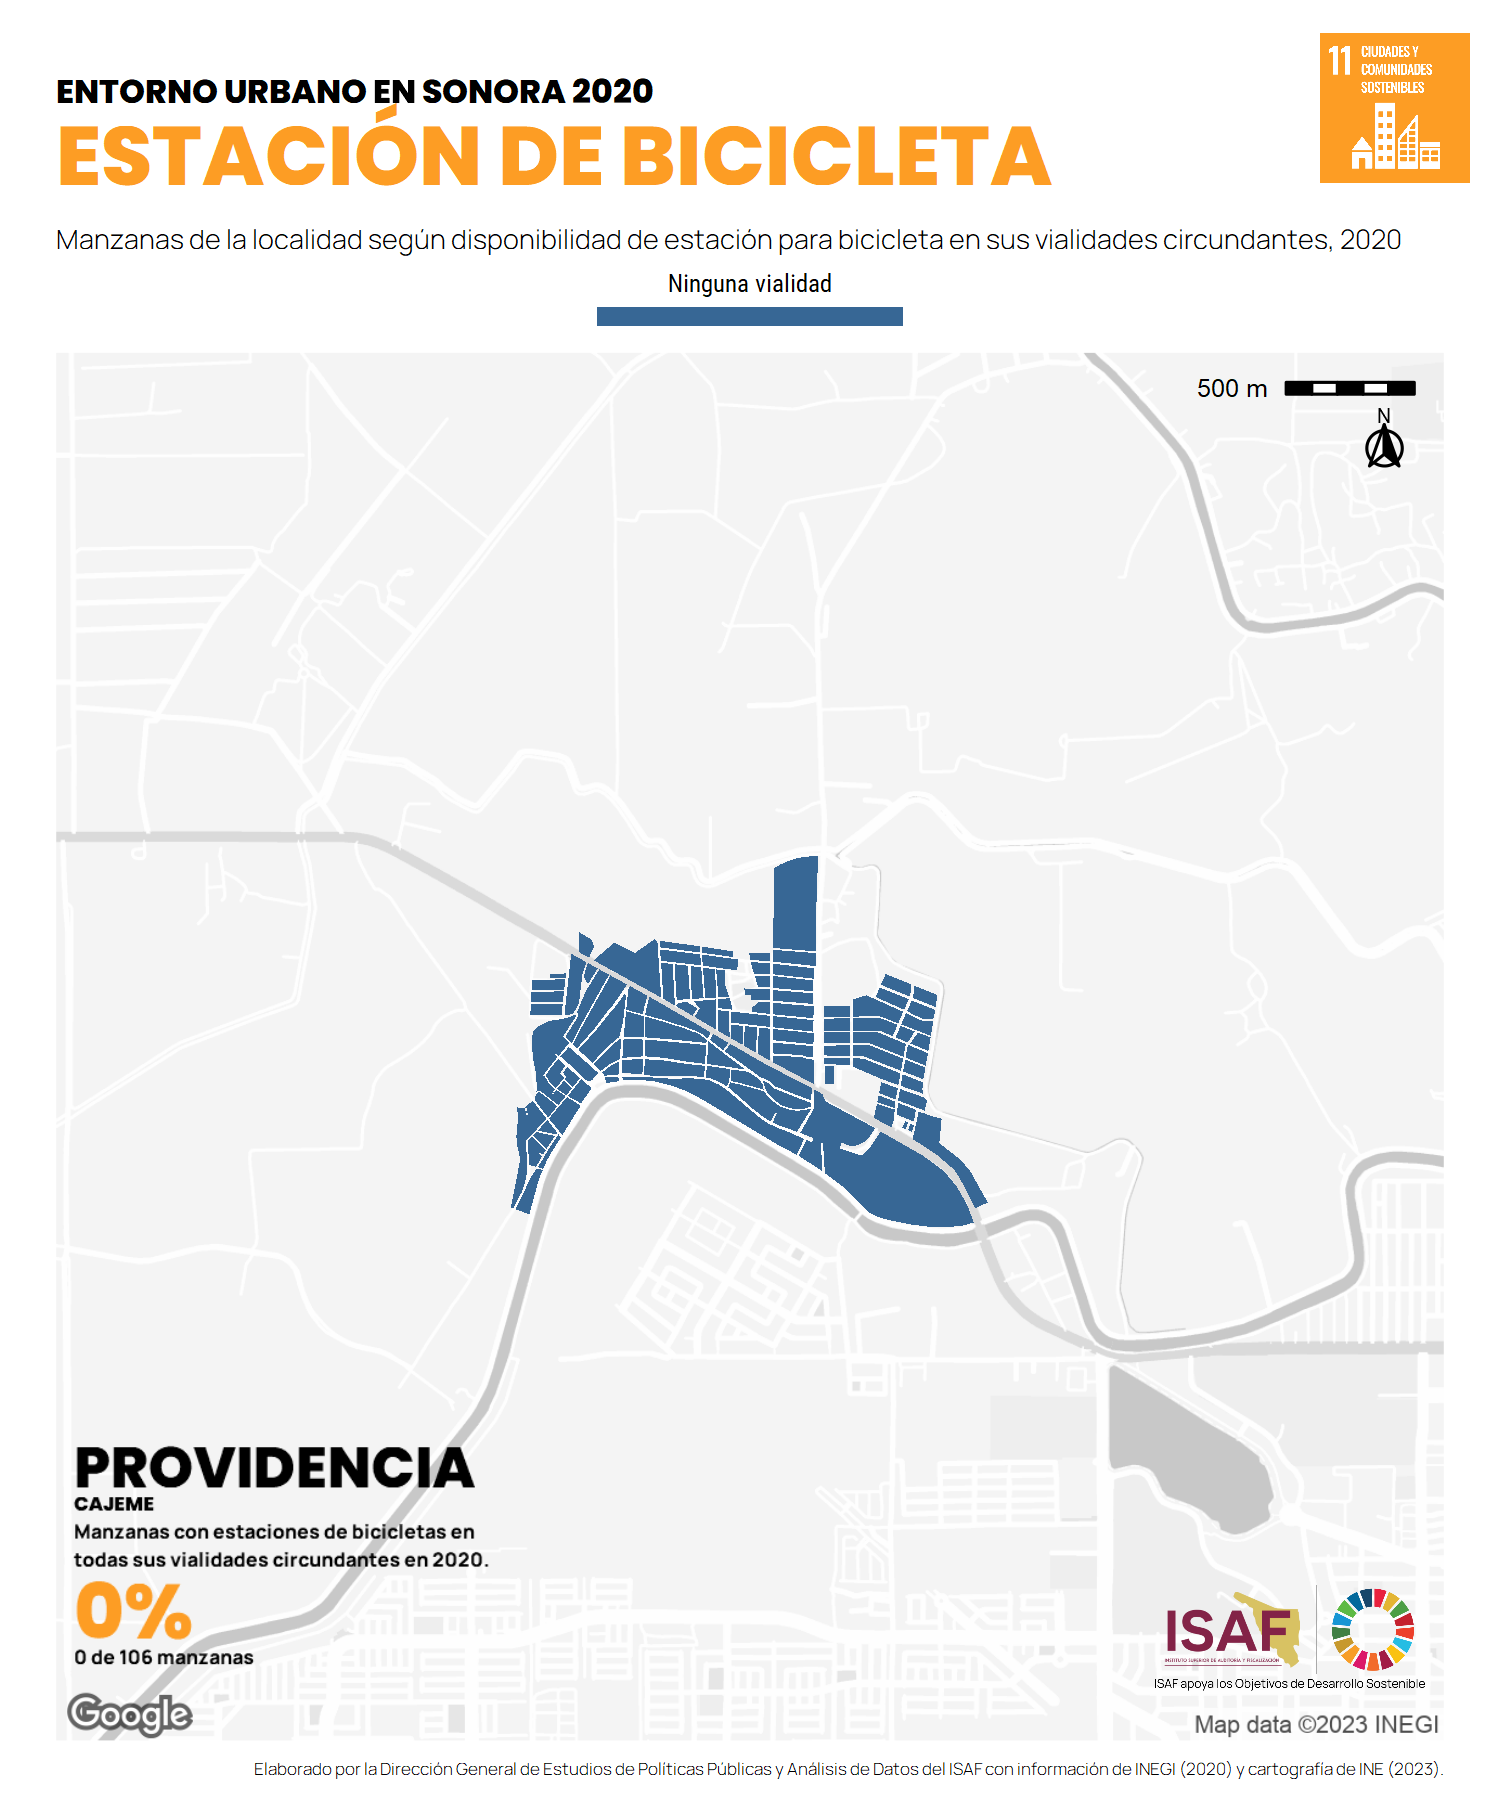 11 CIUDADES Y
COMUNIDADES
SOSTENIBLES
ENTORNO URBANO EN SONORA 2020
ESTACIÓN DE BICICLETA
Manzanas de la localidad según disponibilidad de estación para bicicleta en sus vialidades circundantes, 2020
Ninguna vialidad
500 m
N
PROVIDENCIA
CAJEME
Manzanas con estaciones de bicicletas en
todas sus vialidades circundantes en 2020.
0%
0 de 106 manzanas
Google
ISAF
INSTITUTO SUPERIOR DE AUDITORÍA Y FISCALIZACIÓN
ISAF apoya los Objetivos de Desarrollo Sostenible
Map data ©2023 INEGI
Elaborado por la Dirección General de Estudios de Políticas Públicas y Análisis de Datos del ISAF con información de INEGI (2020) y cartografía de INE (2023).